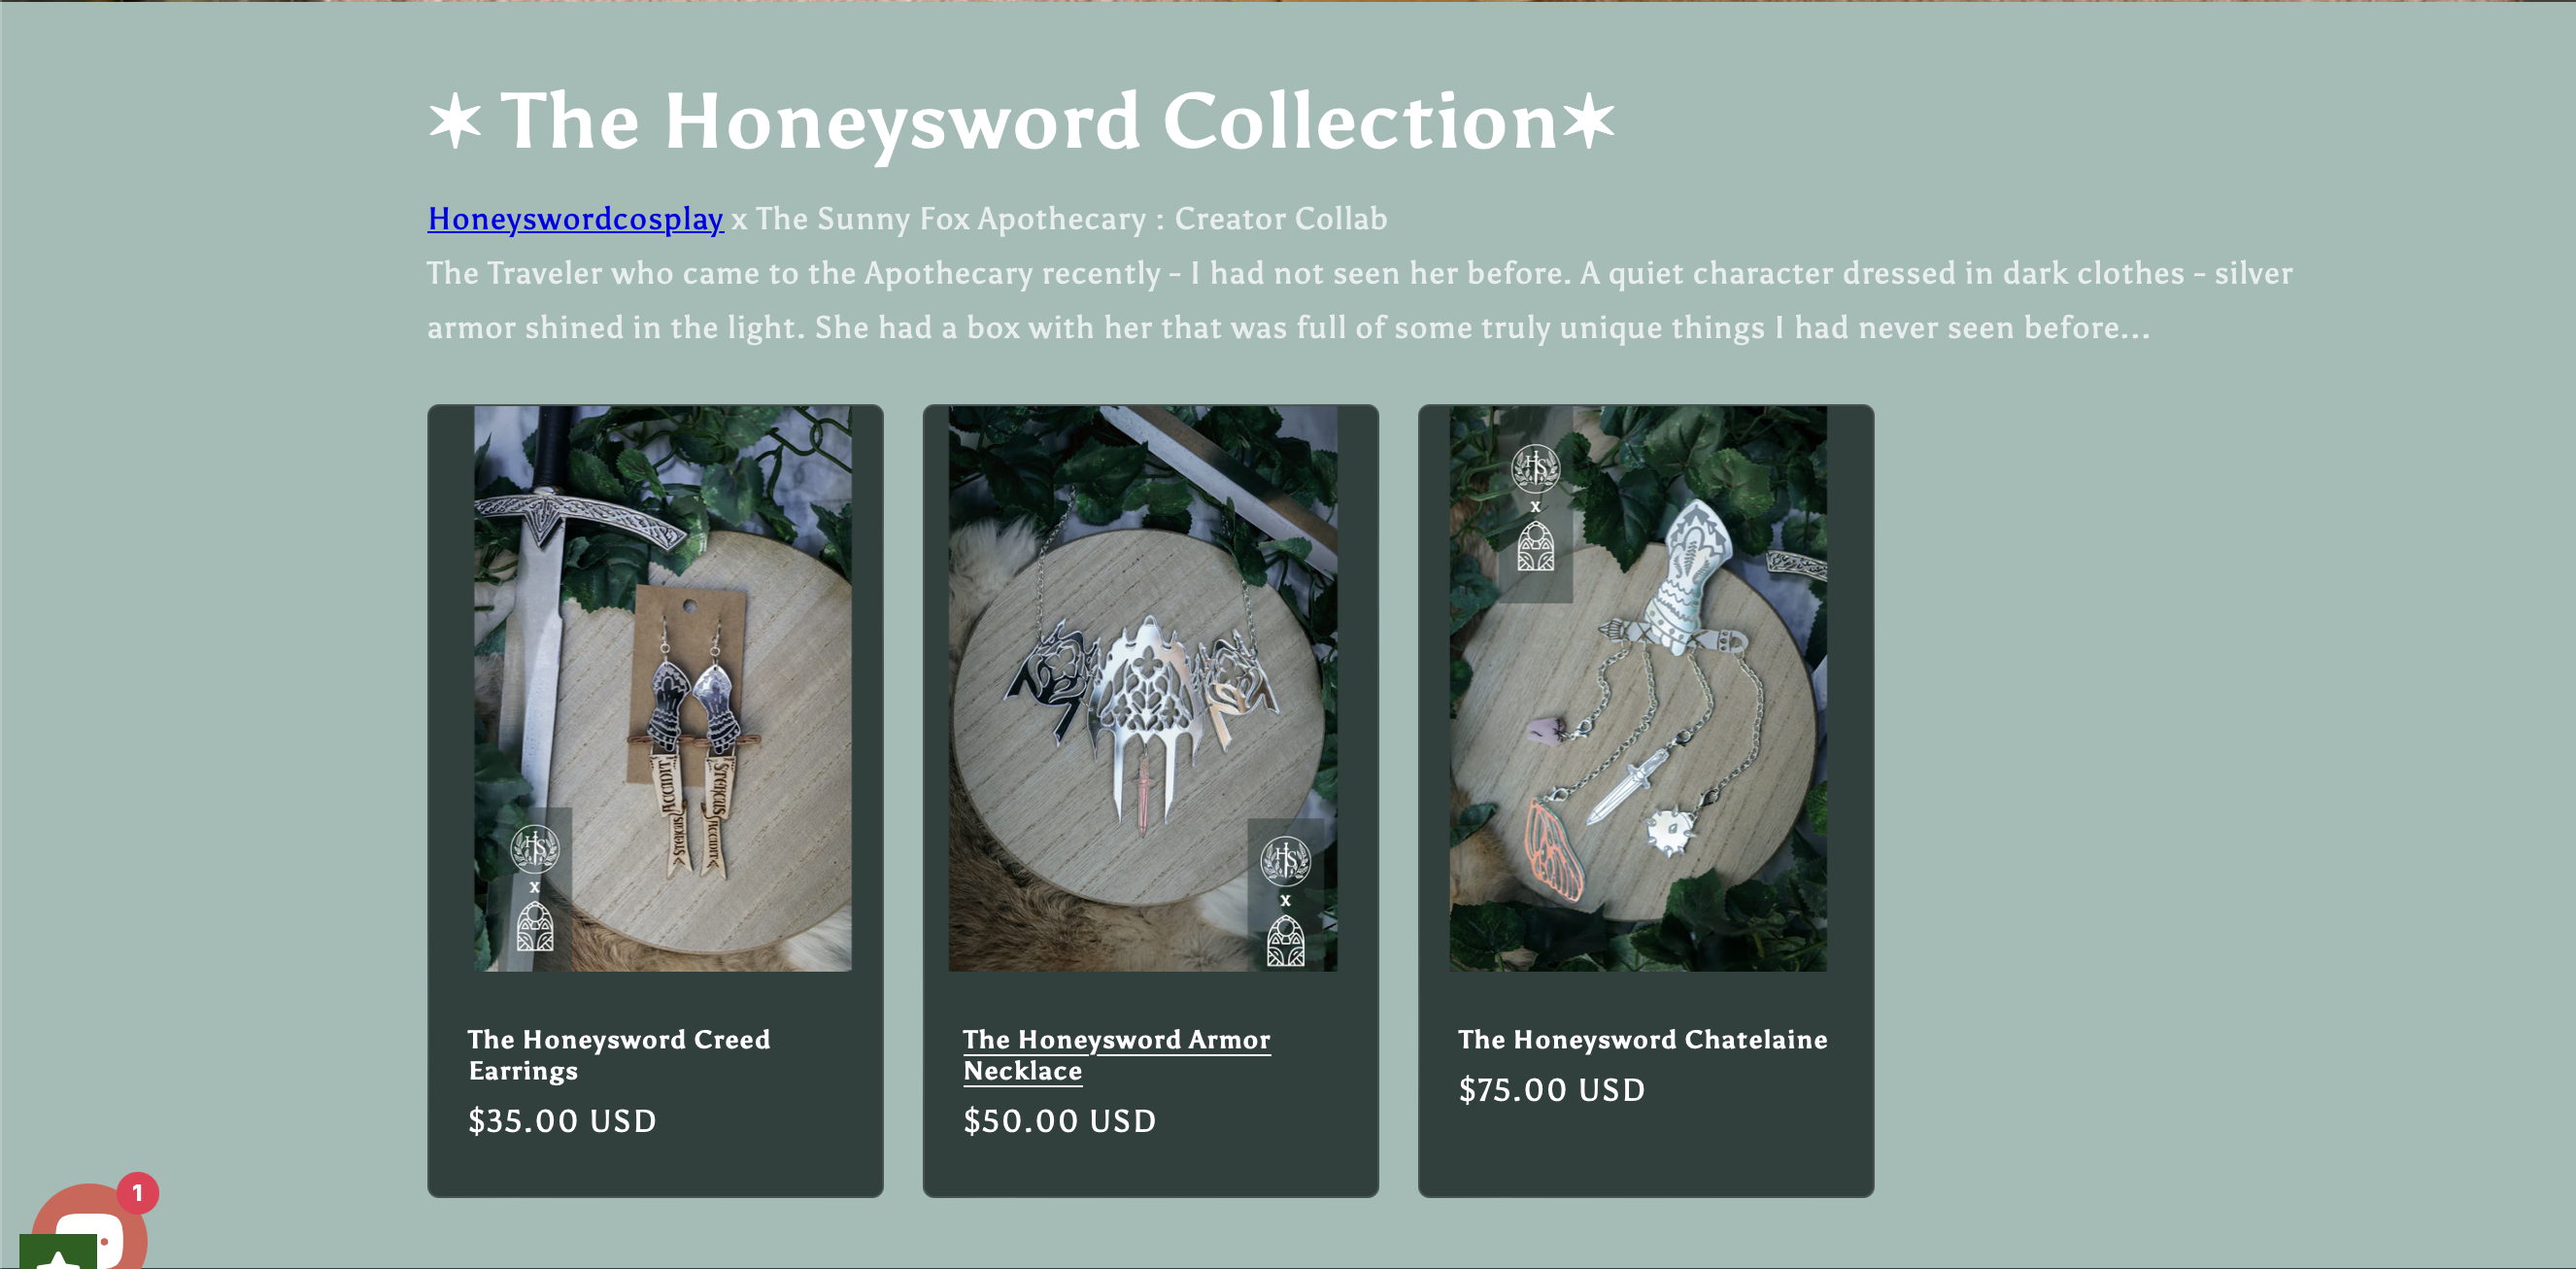 ✶ The Honeysword Collection✶
Honeyswordcosplay x The Sunny Fox Apothecary : Creator Collab
The Traveler who came to the Apothecary recently - I had not seen her before. A quiet character dressed in dark clothes - silver
armor shined in the light. She had a box with her that was full of some truly unique things I had never seen before...
ACCIDIT
STERCUS
STERCUS
ACCIDIT
HS
x
HS
x
HS
x
The Honeysword Creed
Earrings
$35.00 USD
The Honeysword Armor
Necklace
$50.00 USD
The Honeysword Chatelaine
$75.00 USD
1